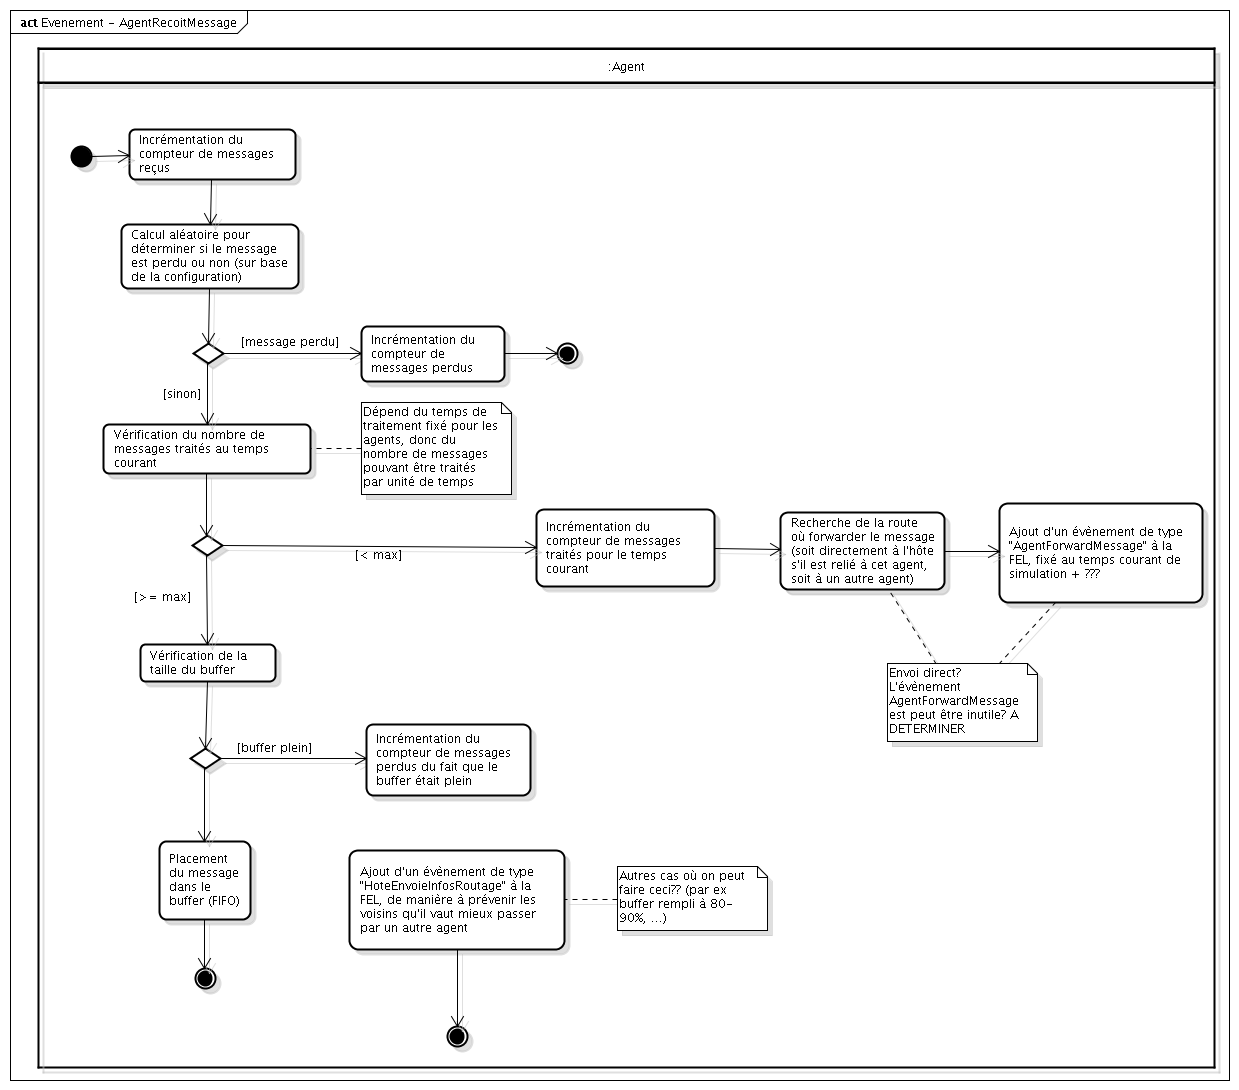 act Evenement - AgentRecoitMessage
:Agent
Incrémentation du
compteur de messages
reçus
Calcul aléatoire pour
déterminer si le message
est perdu ou non (sur base
de la configuration)
[message perdu]
Incrémentation du
compteur de
messages perdus
[sinon]
Vérification du nombre de
messages traités au temps
courant
Dépend du temps de
traitement fixé pour les
agents, donc du
nombre de messages
pouvant être traités
par unité de temps
[< max]
Incrémentation du
compteur de messages
traités pour le temps
courant
Recherche de la route
où forwarder le message
(soit directement à l'hôte
s'il est relié à cet agent,
soit à un autre agent)
Ajout d'un évènement de type
"AgentForwardMessage" à la
FEL, fixé au temps courant de
simulation + ???
[>= max]
Vérification de la
taille du buffer
Envoi direct?
L'évènement
AgentForwardMessage
est peut être inutile? A
DETERMINER
[buffer plein]
Incrémentation du
compteur de messages
perdus du fait que le
buffer était plein
Placement
du message
dans le
buffer (FIFO)
Ajout d'un évènement de type
"HoteEnvoieInfosRoutage" à la
FEL, de manière à prévenir les
voisins qu'il vaut mieux passer
par un autre agent
Autres cas où on peut
faire ceci?? (par ex
buffer rempli à 80-
90%, ...)